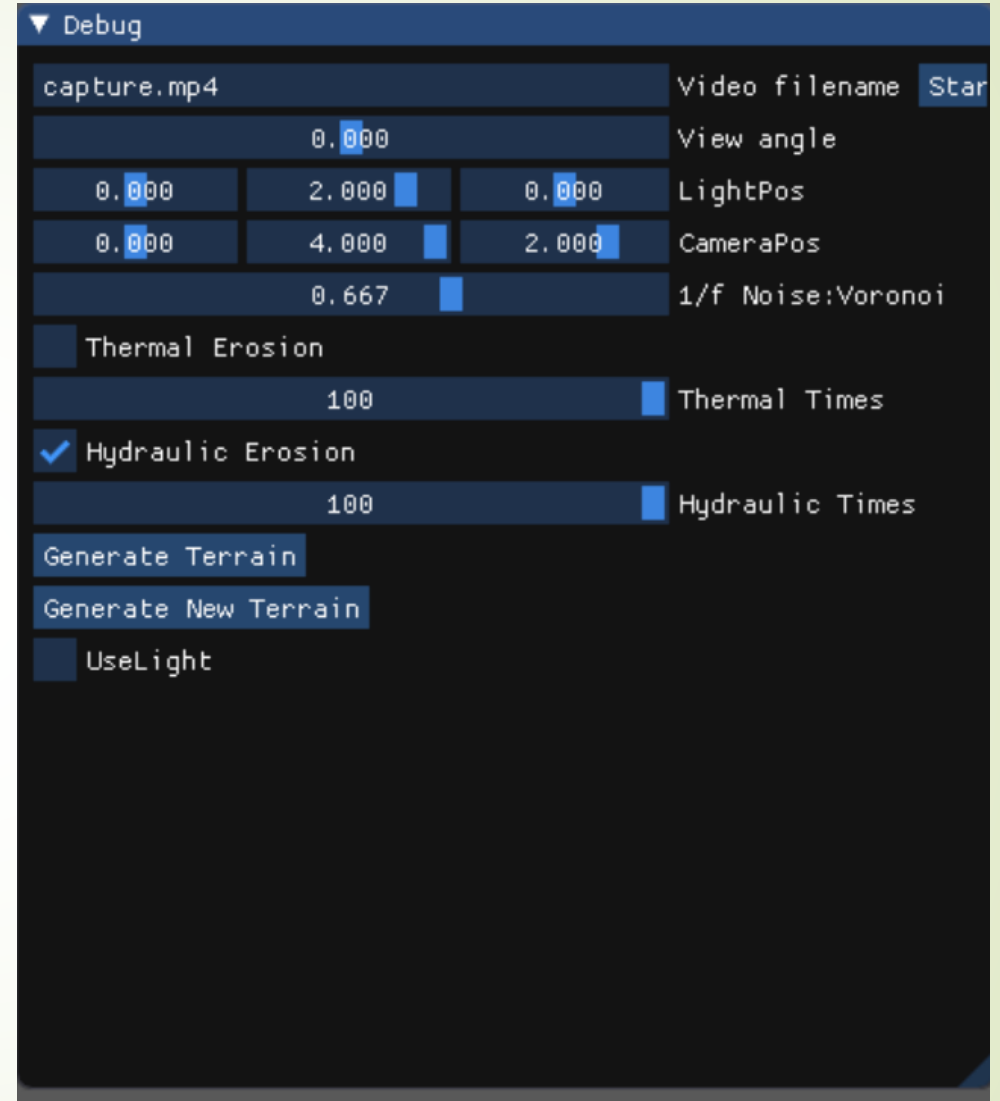 Debug
capture.mp4 Video filename Star
0.000 View angle
0.000 2.000 0.000 LightPos
0.000 4.000 2.000 CameraPos
0.667 1/f Noise:Voronoi
Thermal Erosion
100 Thermal Times
Hydraulic Erosion
100 Hydraulic Times
Generate Terrain
Generate New Terrain
UseLight